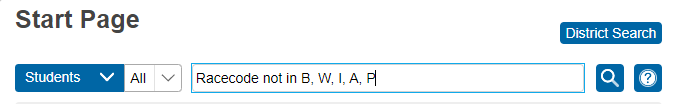 Start Page
District Search
Students All Racecode not in B, W, I, A, P ?